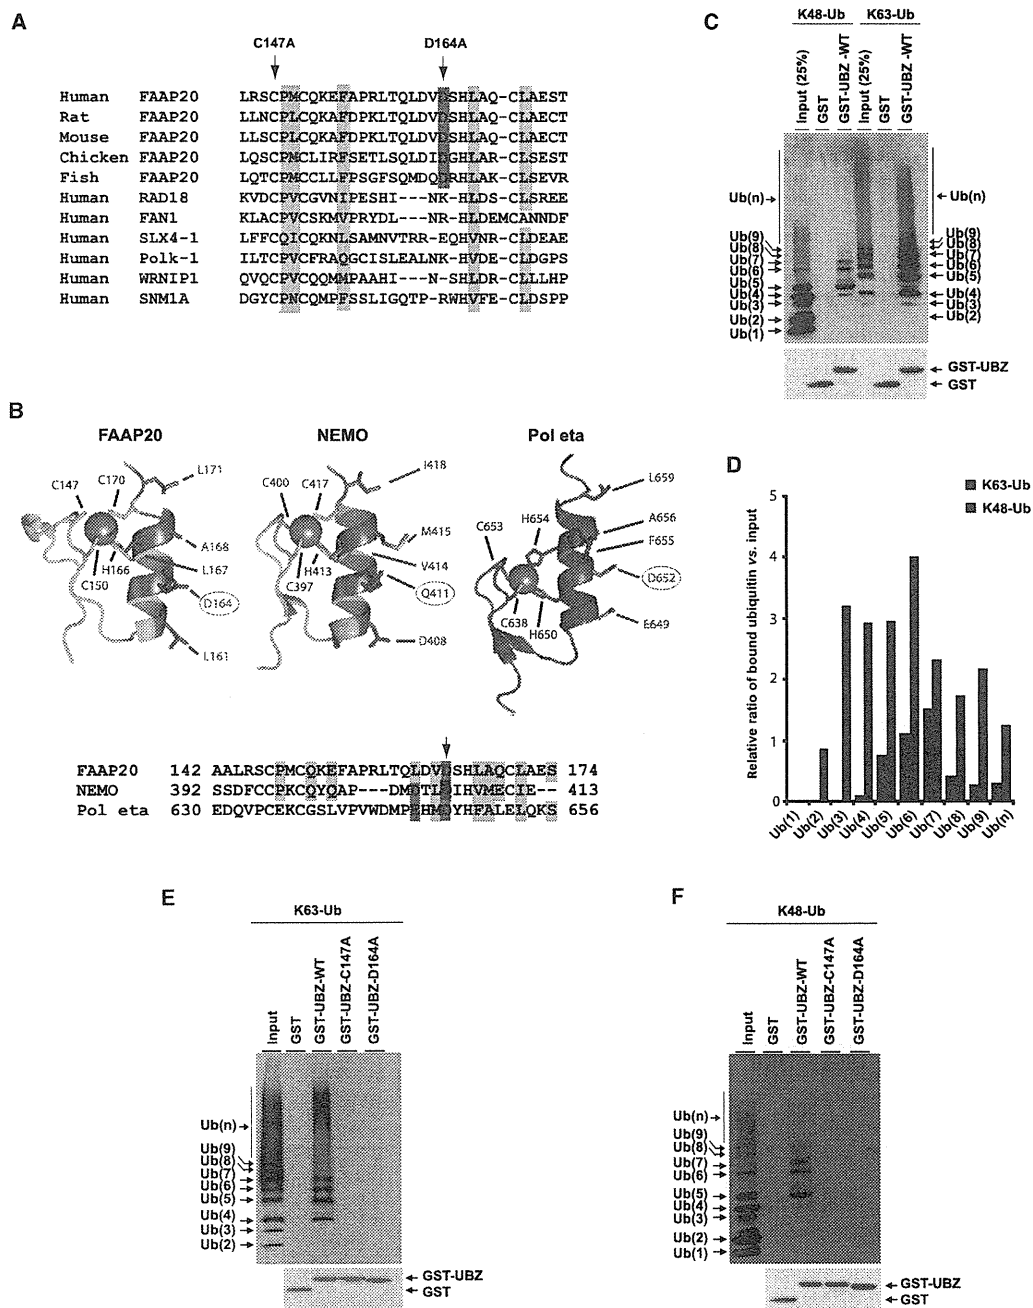 A
C147A D164A
Human FAAP20 LRSCPMCQKEFAPRLTQLDVDSHLAQ-CLAEST
Rat FAAP20 LLNCPLCQKAFDPKLTQLDVDSHLAQ-CLAECT
Mouse FAAP20 LLSCPLCQKAFDPKLTQLDVDSHLAQ-CLAECT
Chicken FAAP20 LQSCPMCLIRFSETLSQLDIDGHLAR-CLSEST
Fish FAAP20 LQTCPMCCLLFPSGFSQMDQDRHLAK-CLSEVR
Human RAD18 KVDCPVCGVNIPESHI---NK-HLDS-CLSREE
Human FAN1 KLACPVCSKMVPRYDL---NR-HLDEMCANNDF
Human SLX4-1 LFFCQICQKNLSAMNVTRR-EQHVNR-CLDEAE
Human Polk-1 ILTCPVCFRAQGCISLEALNK-HVDE-CLDGPS
Human WRNIP1 QVQCPVCQQMMPAAHI---N-SHLDR-CLLLHP
Human SNM1A DGYCPNCQMPFSSLIGQTP-RWHVFE-CLDSPP
B
FAAP20 NEMO Pol eta
C147
C170
L171
A168
L167
H166
C150
D164
L161
C400
C417
I418
M415
V414
H413
C397
Q411
D408
C653
H654
L659
A656
F655
D652
C638
H650
E649
FAAP20 142 AALRSCPMCQKEFAPRLTQLDVDSHLAQCLAES 174
NEMO 392 SSDFCCPKCQYQAP---DMDTL IHVMECIE-- 413
Pol eta 630 EDQVPCEKCGSLVPVWDMPEHM YHFALELQKS 656
C
K48-Ub K63-Ub
Input (25%)
GST
GST-UBZ -WT
Input (25%)
GST
GST-UBZ-WT
Ub(n)
Ub(9)
Ub(8)
Ub(7)
Ub(6)
Ub(5)
Ub(4)
Ub(3)
Ub(2)
Ub(1)
Ub(n)
Ub(9)
Ub(8)
Ub(7)
Ub(6)
Ub(5)
Ub(4)
Ub(3)
Ub(2)
GST-UBZ
GST
D
K63-Ub
K48-Ub
Relative ratio of bound ubiquitin vs. input
5
4
3
2
1
0
Ub(1) Ub(2) Ub(3) Ub(4) Ub(5) Ub(6) Ub(7) Ub(8) Ub(9) Ub(n)
E
K63-Ub
Input
GST
GST-UBZ-WT
GST-UBZ-C147A
GST-UBZ-D164A
Ub(n)
Ub(9)
Ub(8)
Ub(7)
Ub(6)
Ub(5)
Ub(4)
Ub(3)
Ub(2)
GST-UBZ
GST
F
K48-Ub
Input
GST
GST-UBZ-WT
GST-UBZ-C147A
GST-UBZ-D164A
Ub(n)
Ub(9)
Ub(8)
Ub(7)
Ub(6)
Ub(5)
Ub(4)
Ub(3)
Ub(2)
Ub(1)
GST-UBZ
GST